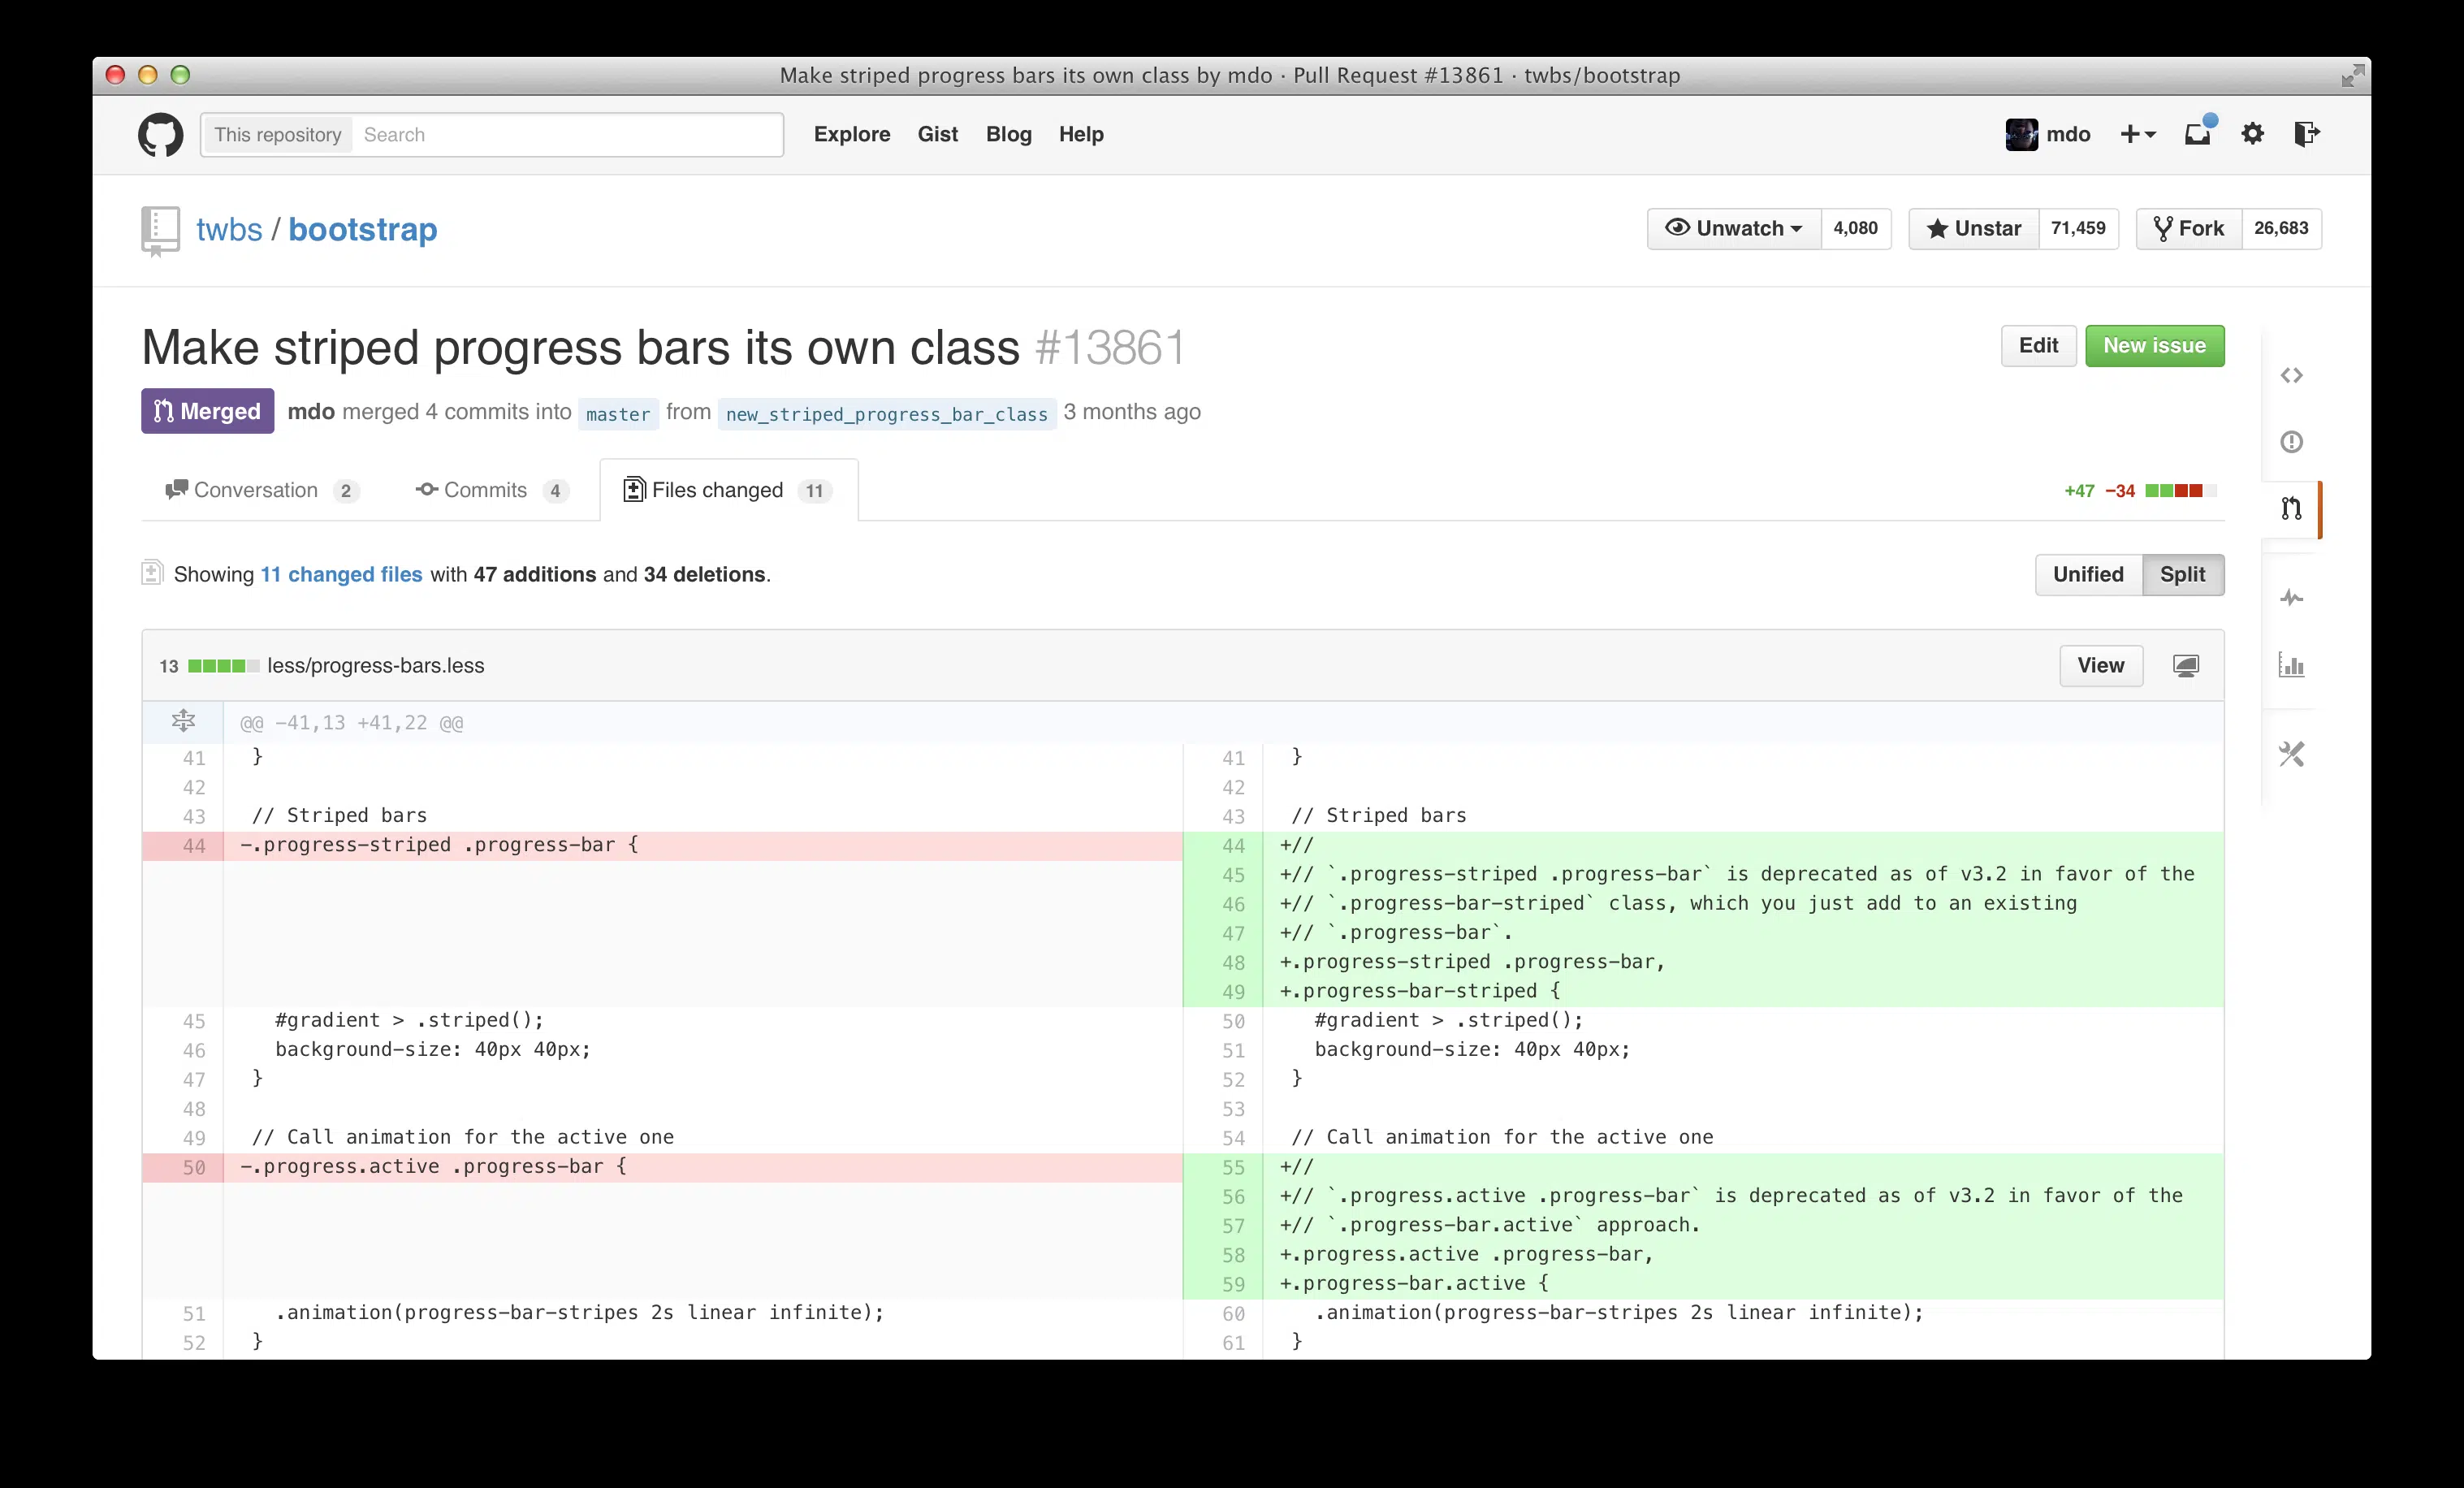 Make striped progress bars its own class by mdo · Pull Request #13861 · twbs/bootstrap
This repository Search Explore Gist Blog Help mdo
twbs / bootstrap Unwatch 4,080 Unstar 71,459 Fork 26,683
Make striped progress bars its own class #13861 Edit New issue
Merged mdo merged 4 commits into master from new_striped_progress_bar_class 3 months ago
Conversation 2 Commits 4 Files changed 11 +47 −34
Showing 11 changed files with 47 additions and 34 deletions. Unified Split
13 less/progress-bars.less View
@@ -41,13 +41,22 @@
41 } 41 }
42 42
43 // Striped bars 43 // Striped bars
44 -.progress-striped .progress-bar { 44 +//
45 +// `.progress-striped .progress-bar` is deprecated as of v3.2 in favor of the
46 +// `.progress-bar-striped` class, which you just add to an existing
47 +// `.progress-bar`.
48 +.progress-striped .progress-bar,
49 +.progress-bar-striped {
45 #gradient > .striped(); 50 #gradient > .striped();
46 background-size: 40px 40px; 51 background-size: 40px 40px;
47 } 52 }
48 53
49 // Call animation for the active one 54 // Call animation for the active one
50 -.progress.active .progress-bar { 55 +//
56 +// `.progress.active .progress-bar` is deprecated as of v3.2 in favor of the
57 +// `.progress-bar.active` approach.
58 +.progress.active .progress-bar,
59 +.progress-bar.active {
51 .animation(progress-bar-stripes 2s linear infinite); 60 .animation(progress-bar-stripes 2s linear infinite);
52 } 61 }